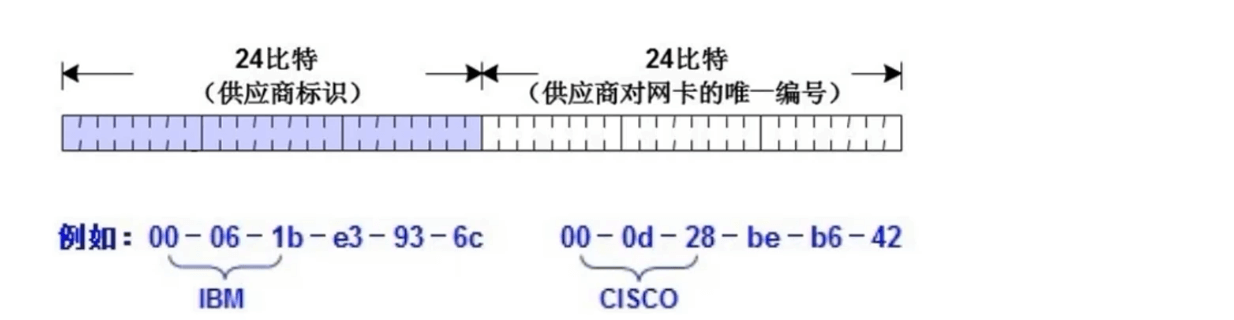 24比特 24比特
（供应商标识） （供应商对网卡的唯一编号）
例如：00－06－1b－e3－93－6c 00－0d－28－be－b6－42
IBM CISCO